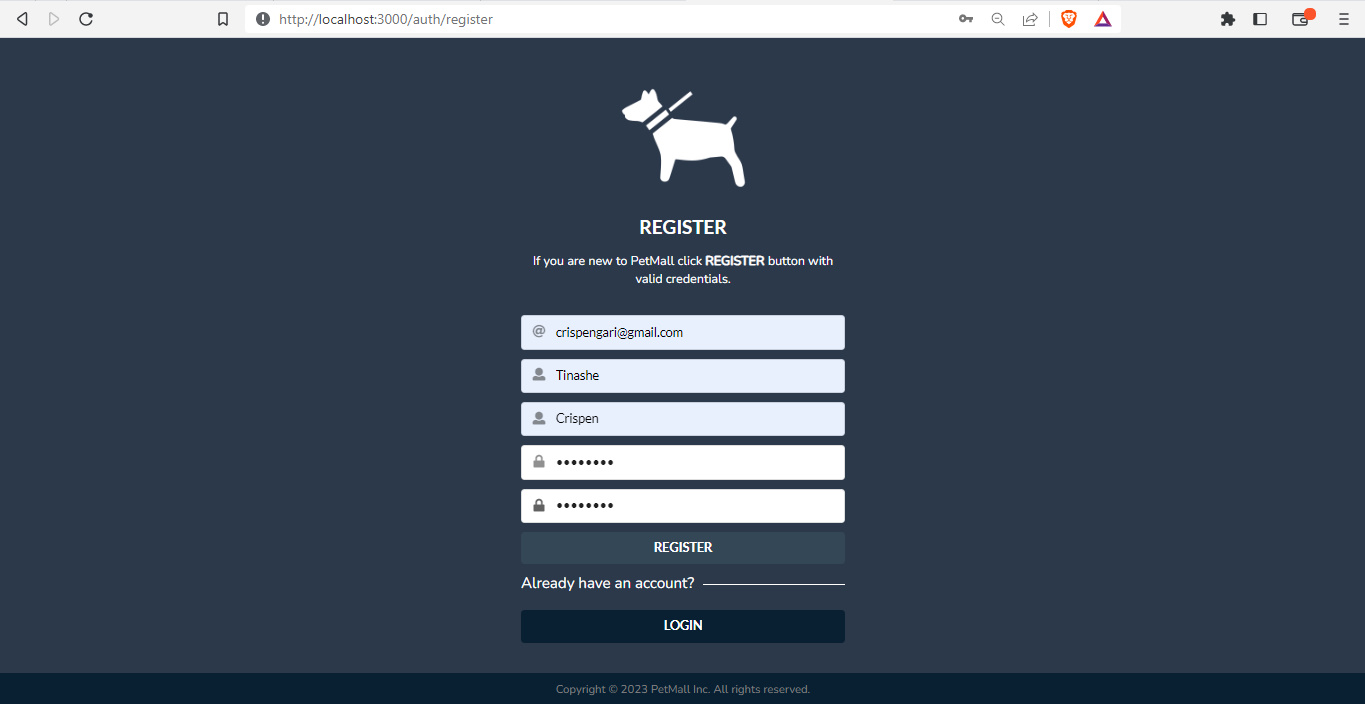 http://localhost:3000/auth/register
REGISTER
If you are new to PetMall click REGISTER button with
valid credentials.
@ crispengari@gmail.com
Tinashe
Crispen
••••••••
••••••••
REGISTER
Already have an account?
LOGIN
Copyright © 2023 PetMall Inc. All rights reserved.